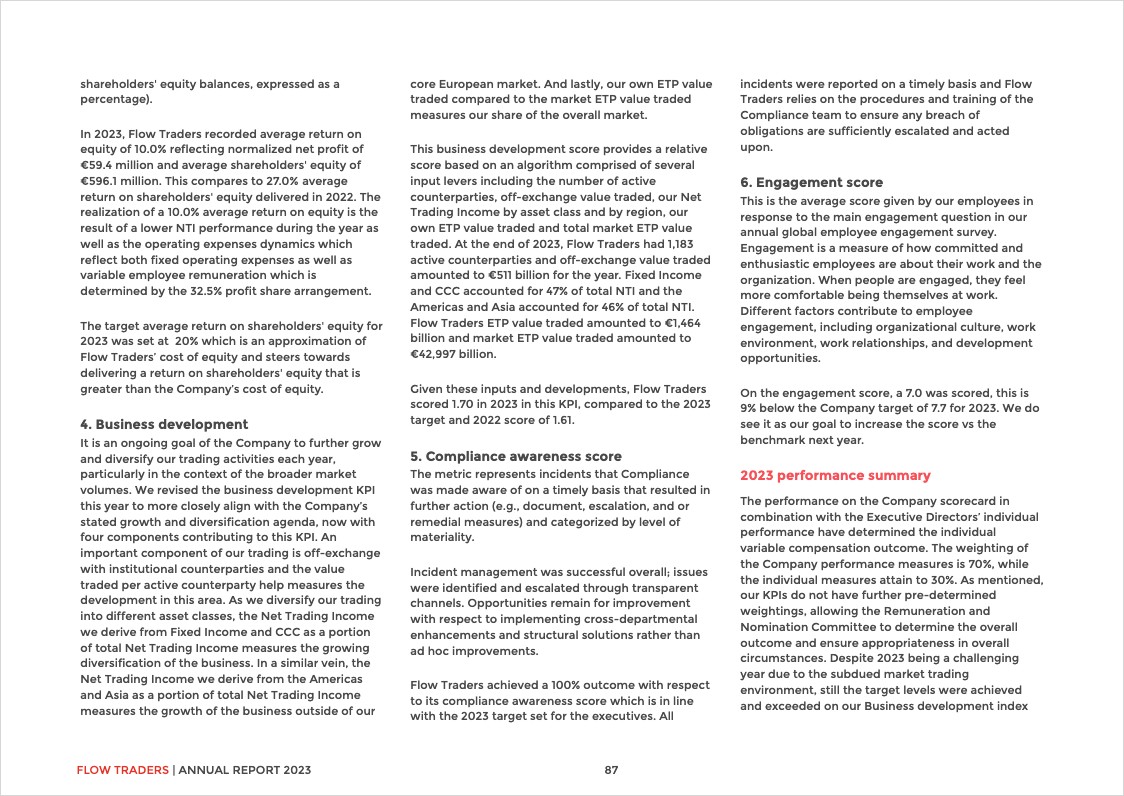 shareholders' equity balances, expressed as a
percentage).
In 2023, Flow Traders recorded average return on
equity of 10.0% reflecting normalized net profit of
€59.4 million and average shareholders' equity of
€596.1 million. This compares to 27.0% average
return on shareholders' equity delivered in 2022. The
realization of a 10.0% average return on equity is the
result of a lower NTI performance during the year as
well as the operating expenses dynamics which
reflect both fixed operating expenses as well as
variable employee remuneration which is
determined by the 32.5% profit share arrangement.
The target average return on shareholders' equity for
2023 was set at  20% which is an approximation of
Flow Traders’ cost of equity and steers towards
delivering a return on shareholders' equity that is
greater than the Company’s cost of equity.
4. Business development
It is an ongoing goal of the Company to further grow
and diversify our trading activities each year,
particularly in the context of the broader market
volumes. We revised the business development KPI
this year to more closely align with the Company’s
stated growth and diversification agenda, now with
four components contributing to this KPI. An
important component of our trading is off-exchange
with institutional counterparties and the value
traded per active counterparty help measures the
development in this area. As we diversify our trading
into different asset classes, the Net Trading Income
we derive from Fixed Income and CCC as a portion
of total Net Trading Income measures the growing
diversification of the business. In a similar vein, the
Net Trading Income we derive from the Americas
and Asia as a portion of total Net Trading Income
measures the growth of the business outside of our
core European market. And lastly, our own ETP value
traded compared to the market ETP value traded
measures our share of the overall market.
This business development score provides a relative
score based on an algorithm comprised of several
input levers including the number of active
counterparties, off-exchange value traded, our Net
Trading Income by asset class and by region, our
own ETP value traded and total market ETP value
traded. At the end of 2023, Flow Traders had 1,183
active counterparties and off-exchange value traded
amounted to €511 billion for the year. Fixed Income
and CCC accounted for 47% of total NTI and the
Americas and Asia accounted for 46% of total NTI.
Flow Traders ETP value traded amounted to €1,464
billion and market ETP value traded amounted to
€42,997 billion.
Given these inputs and developments, Flow Traders
scored 1.70 in 2023 in this KPI, compared to the 2023
target and 2022 score of 1.61.
5. Compliance awareness score
The metric represents incidents that Compliance
was made aware of on a timely basis that resulted in
further action (e.g., document, escalation, and or
remedial measures) and categorized by level of
materiality.
Incident management was successful overall; issues
were identified and escalated through transparent
channels. Opportunities remain for improvement
with respect to implementing cross-departmental
enhancements and structural solutions rather than
ad hoc improvements.
Flow Traders achieved a 100% outcome with respect
to its compliance awareness score which is in line
with the 2023 target set for the executives. All
incidents were reported on a timely basis and Flow
Traders relies on the procedures and training of the
Compliance team to ensure any breach of
obligations are sufficiently escalated and acted
upon.
6. Engagement score
This is the average score given by our employees in
response to the main engagement question in our
annual global employee engagement survey.
Engagement is a measure of how committed and
enthusiastic employees are about their work and the
organization. When people are engaged, they feel
more comfortable being themselves at work.
Different factors contribute to employee
engagement, including organizational culture, work
environment, work relationships, and development
opportunities.
On the engagement score, a 7.0 was scored, this is
9% below the Company target of 7.7 for 2023. We do
see it as our goal to increase the score vs the
benchmark next year.
2023 performance summary
The performance on the Company scorecard in
combination with the Executive Directors’ individual
performance have determined the individual
variable compensation outcome. The weighting of
the Company performance measures is 70%, while
the individual measures attain to 30%. As mentioned,
our KPIs do not have further pre-determined
weightings, allowing the Remuneration and
Nomination Committee to determine the overall
outcome and ensure appropriateness in overall
circumstances. Despite 2023 being a challenging
year due to the subdued market trading
environment, still the target levels were achieved
and exceeded on our Business development index
FLOW TRADERS | ANNUAL REPORT 2023
87